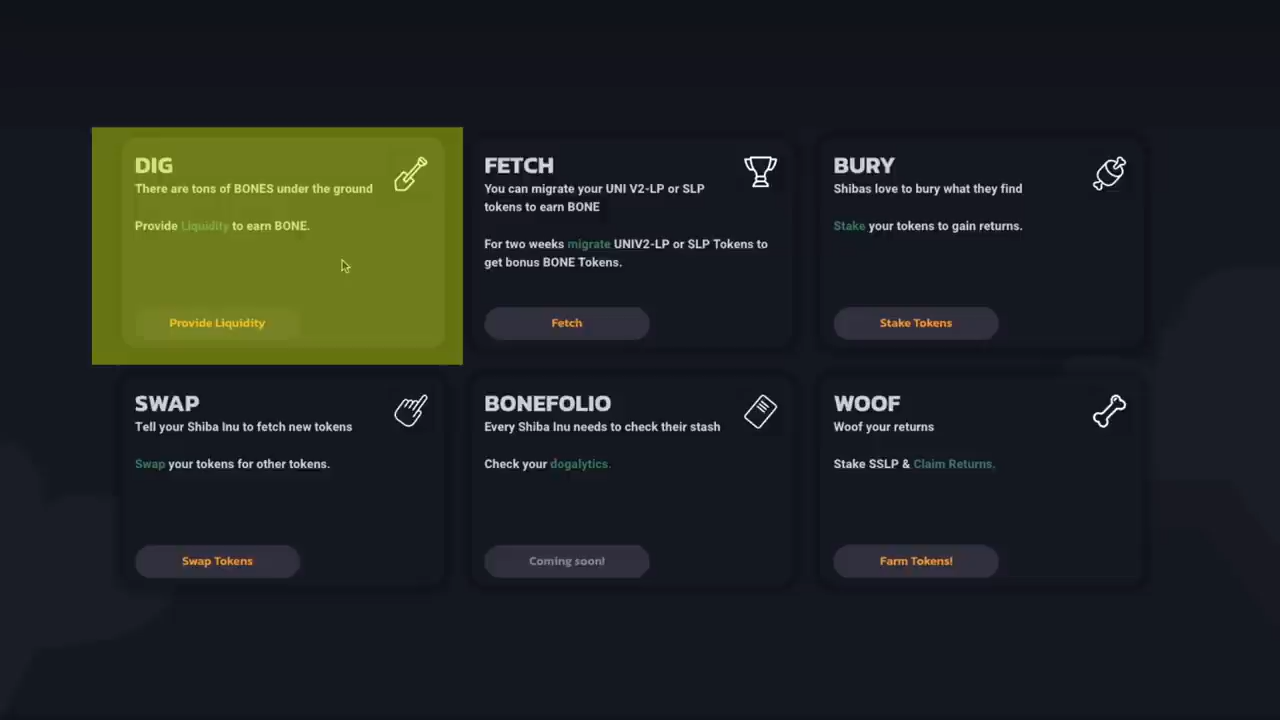 DIG
There are tons of BONES under the ground
Provide Liquidity to earn BONE.
Provide Liquidity
FETCH
You can migrate your UNI V2-LP or SLP
tokens to earn BONE
For two weeks migrate UNIV2-LP or SLP Tokens to
get bonus BONE Tokens.
Fetch
BURY
Shibas love to bury what they find
Stake your tokens to gain returns.
Stake Tokens
SWAP
Tell your Shiba Inu to fetch new tokens
Swap your tokens for other tokens.
Swap Tokens
BONEFOLIO
Every Shiba Inu needs to check their stash
Check your dogalytics.
Coming soon!
WOOF
Woof your returns
Stake SSLP & Claim Returns.
Farm Tokens!